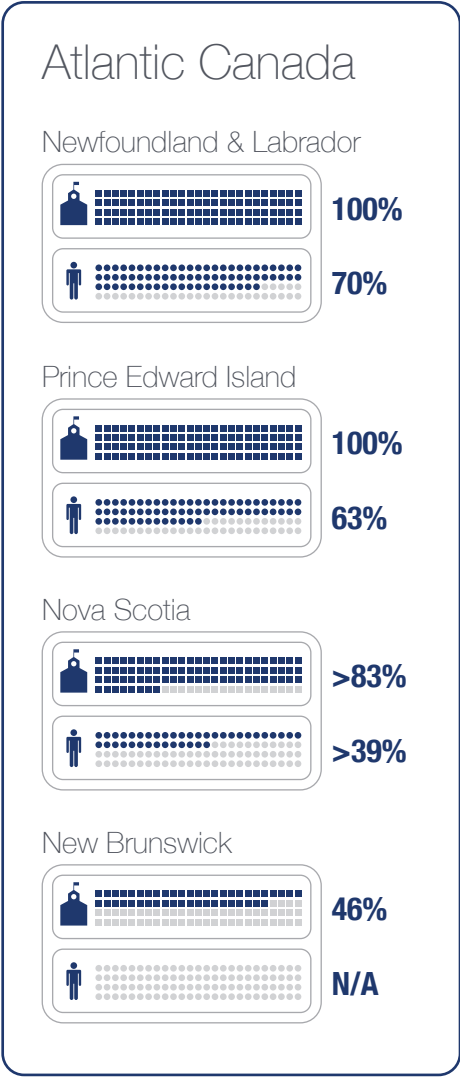 Atlantic Canada
Newfoundland & Labrador
100%
70%
Prince Edward Island
100%
63%
Nova Scotia
>83%
>39%
New Brunswick
46%
N/A